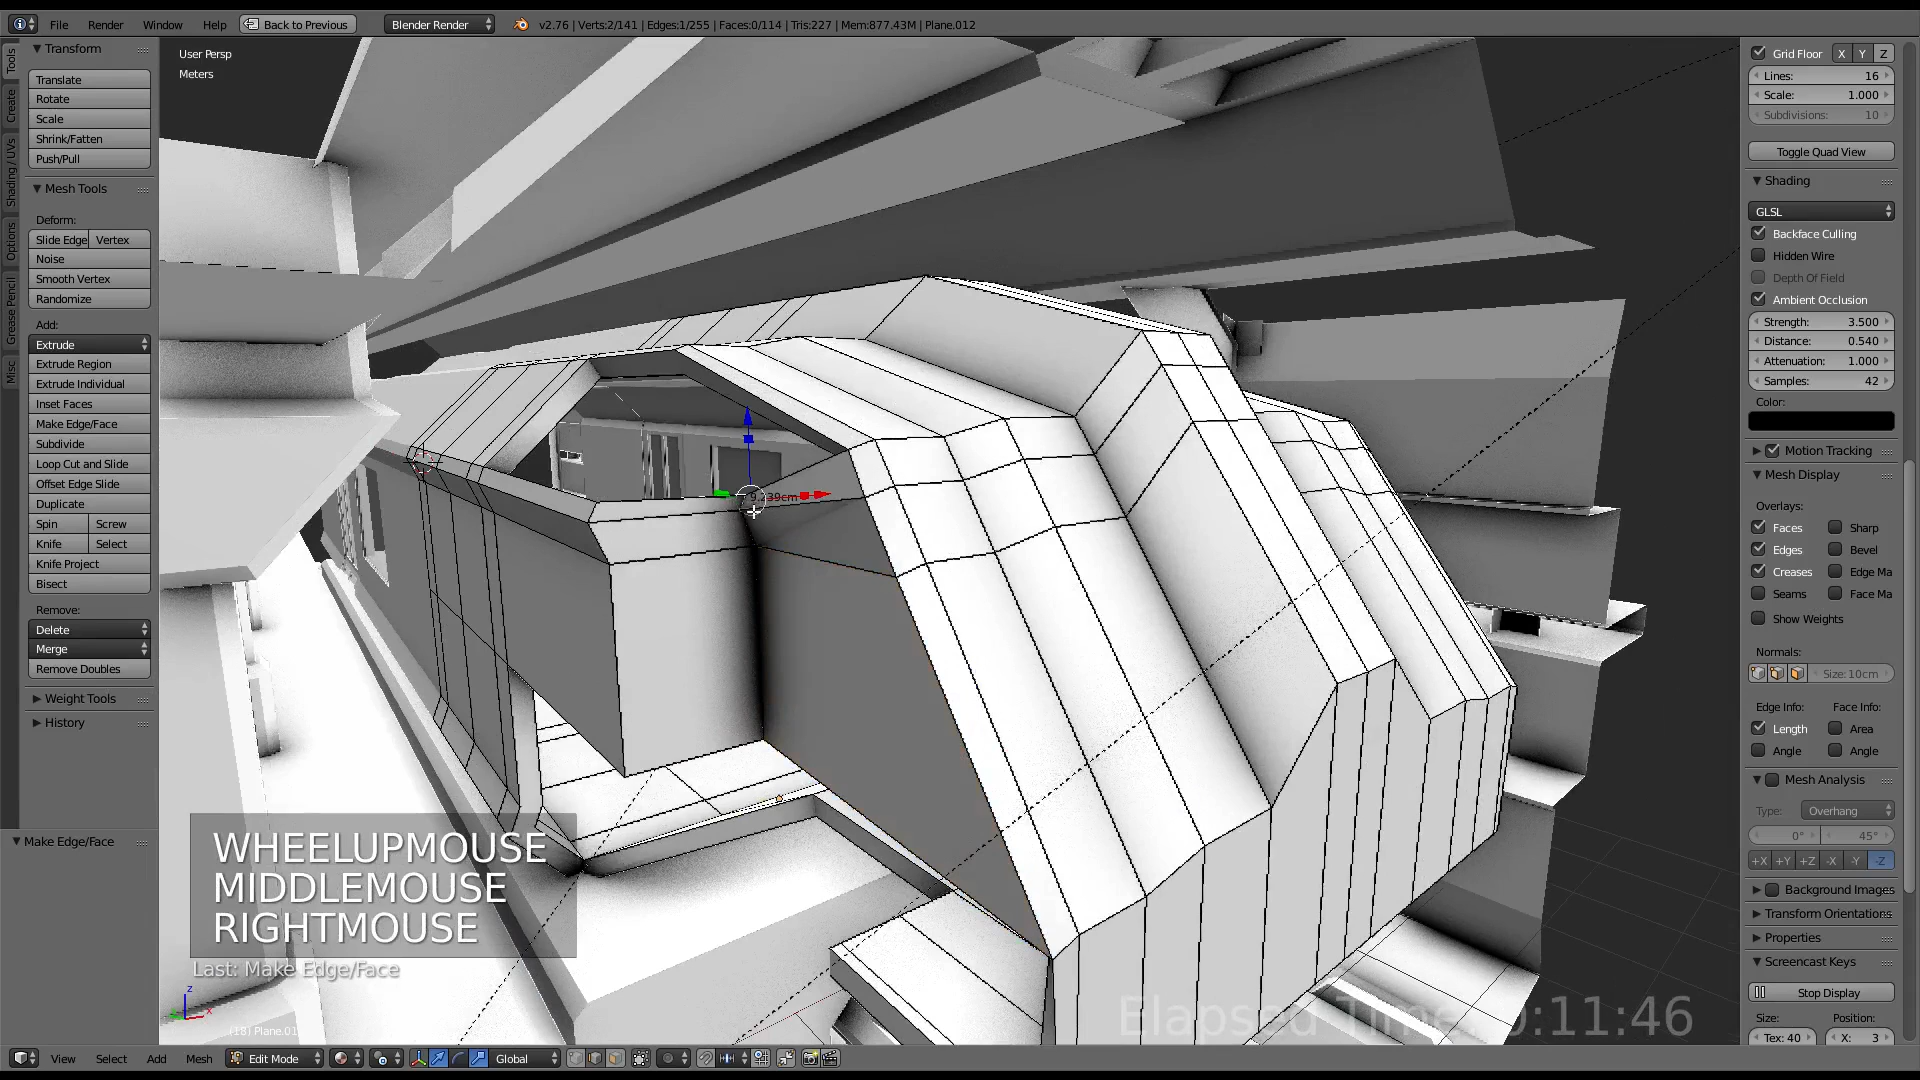 File Render Window Help Back to Previous Blender Render v2.76 | Verts:2/141 | Edges:1/255 | Faces:0/114 | Tris:227 | Mem:877.43M | Plane.012
Tools
Create
Shading / UVs
Options
Grease Pencil
Misc
Transform
Translate
Rotate
Scale
Shrink/Fatten
Push/Pull
Mesh Tools
Deform:
Slide Edge Vertex
Noise
Smooth Vertex
Randomize
Add:
Extrude
Extrude Region
Extrude Individual
Inset Faces
Make Edge/Face
Subdivide
Loop Cut and Slide
Offset Edge Slide
Duplicate
Spin Screw
Knife Select
Knife Project
Bisect
Remove:
Delete
Merge
Remove Doubles
Weight Tools
History
Make Edge/Face
User Persp
Meters
WHEELUPMOUSE
MIDDLEMOUSE
RIGHTMOUSE
Last: Make Edge/Face
z
x
Grid Floor X Y Z
Lines: 16
Scale: 1.000
Subdivisions: 10
Toggle Quad View
Shading
GLSL
Backface Culling
Hidden Wire
Depth Of Field
Ambient Occlusion
Strength: 3.500
Distance: 0.540
Attenuation: 1.000
Samples: 42
Color:
Motion Tracking
Mesh Display
Overlays:
Faces Sharp
Edges Bevel
Creases Edge Ma
Seams Face Ma
Show Weights
Normals:
Size: 10cm
Edge Info: Face Info:
Length Area
Angle Angle
Mesh Analysis
Type: Overhang
0° 45°
+X +Y +Z -X -Y -Z
Background Images
Transform Orientations
Properties
Screencast Keys
Stop Display
Size: Position:
Tex: 40 X: 3
View Select Add Mesh Edit Mode Global